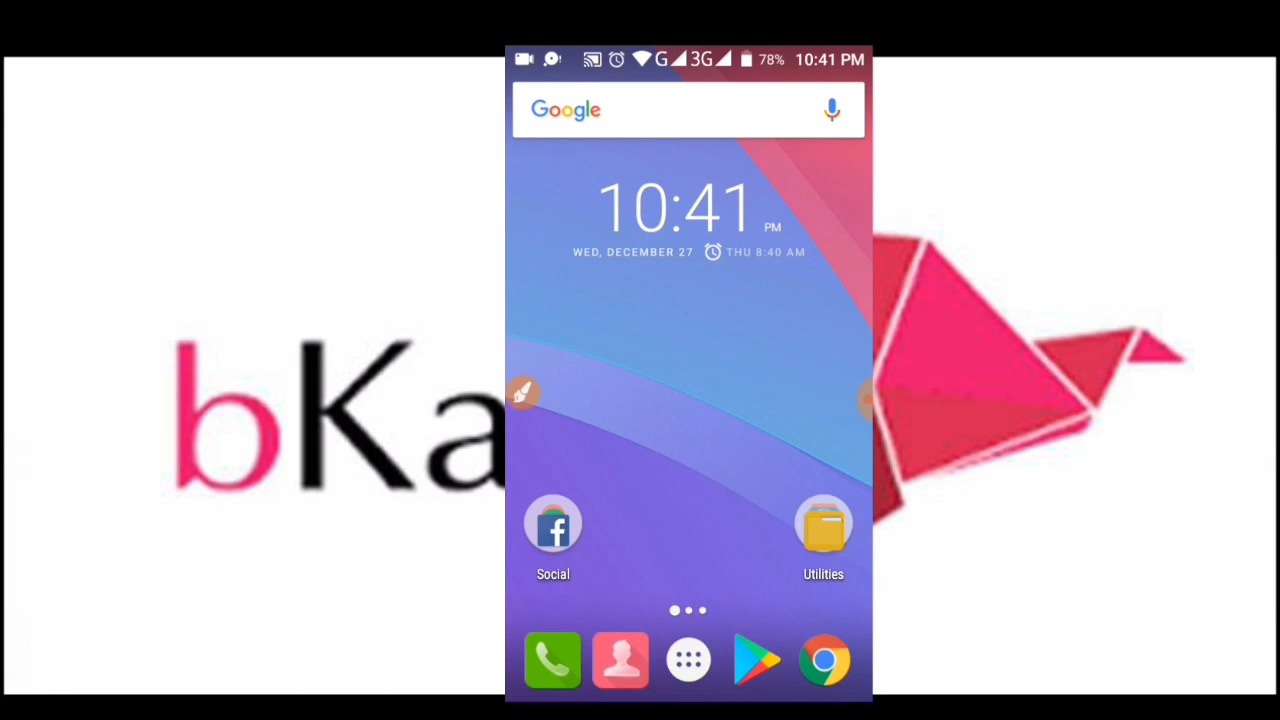 G 3G 78% 10:41 PM
Google
10:41 PM
WED, DECEMBER 27 THU 8:40 AM
bKa
Social
Utilities